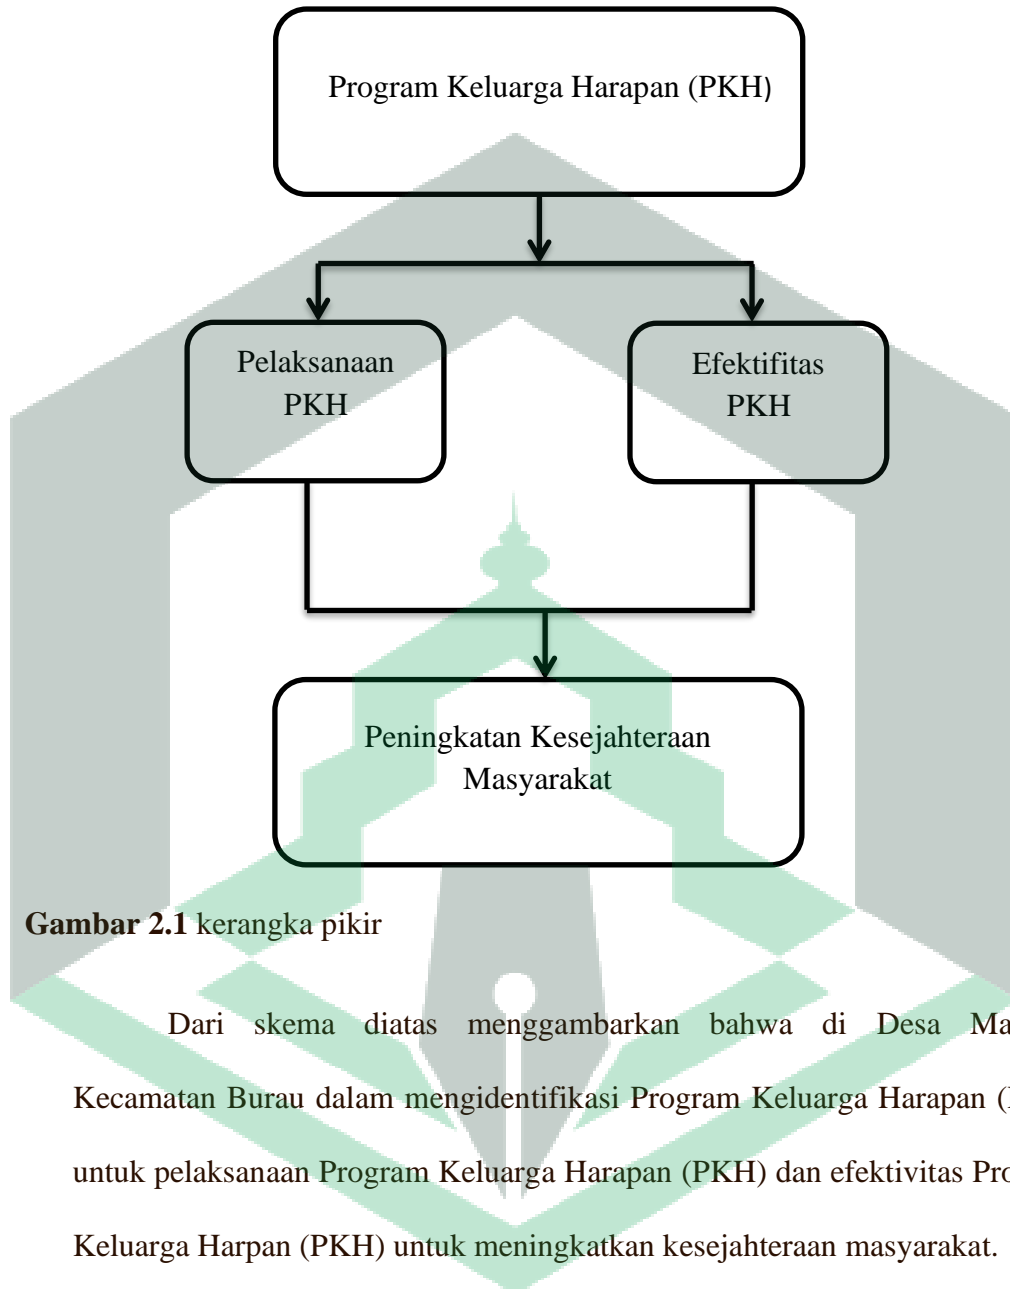 Program Keluarga Harapan (PKH)
Pelaksanaan
PKH
Efektifitas
PKH
Peningkatan Kesejahteraan
Masyarakat
Gambar 2.1 kerangka pikir
Dari skema diatas menggambarkan bahwa di Desa
Kecamatan Burau dalam mengidentifikasi Program Keluarga Harapan
untuk pelaksanaan Program Keluarga Harapan (PKH) dan efektivitas
Keluarga Harpan (PKH) untuk meningkatkan kesejahteraan masyarakat.